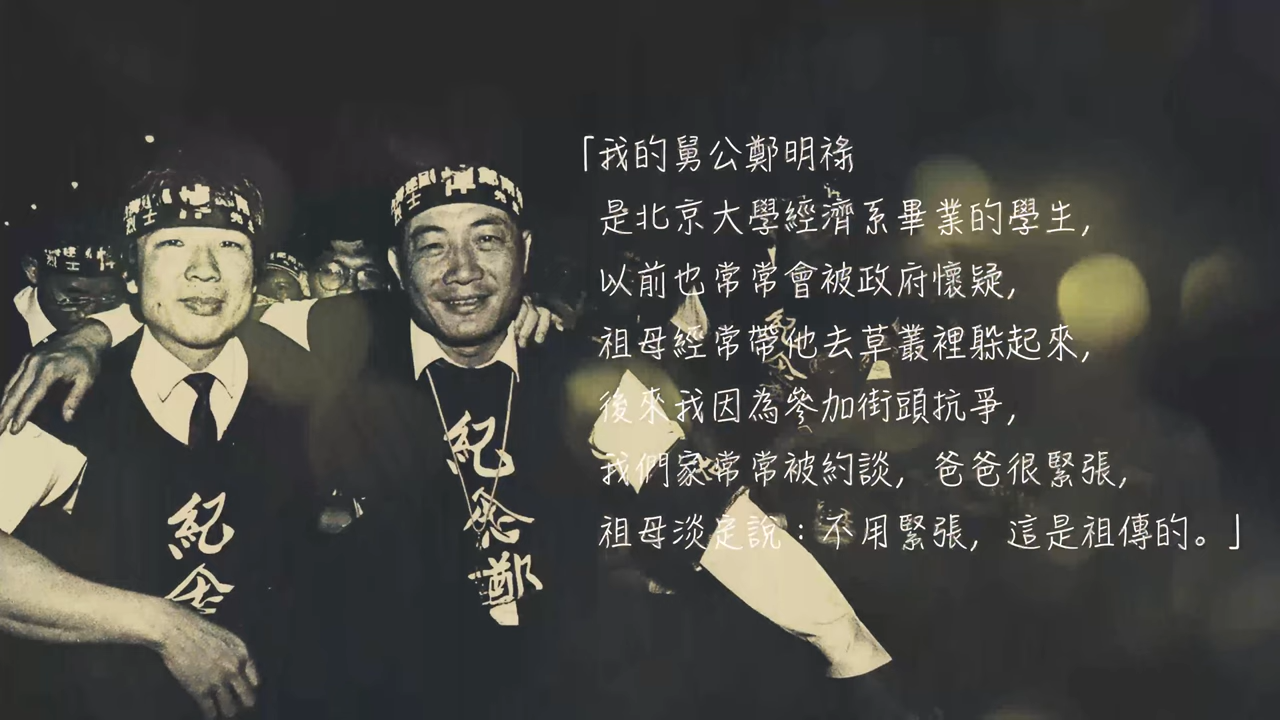 「我的舅公鄭明祿
是北京大學經濟系畢業的學生,
以前也常常會被政府懷疑,
祖母經常帶他去草叢裡躲起來,
後來我因為參加街頭抗爭,
我們家常常被約談, 爸爸很緊張,
祖母淡定說:不用緊張, 這是祖傳的。」
烈士
紀念
紀念鄭